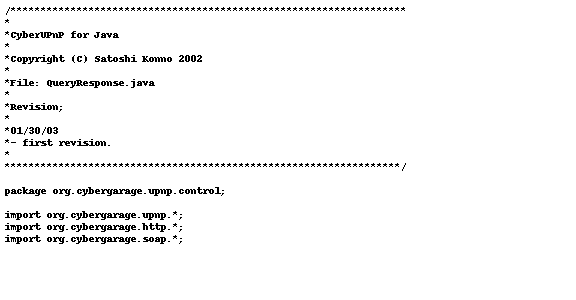 /******************************************************************
*
*CyberUPnP for Java
*
*Copyright (C) Satoshi Konno 2002
*
*File: QueryResponse.java
*
*Revision;
*
*01/30/03
*- first revision.
*
******************************************************************/
package org.cybergarage.upnp.control;
import org.cybergarage.upnp.*;
import org.cybergarage.http.*;
import org.cybergarage.soap.*;